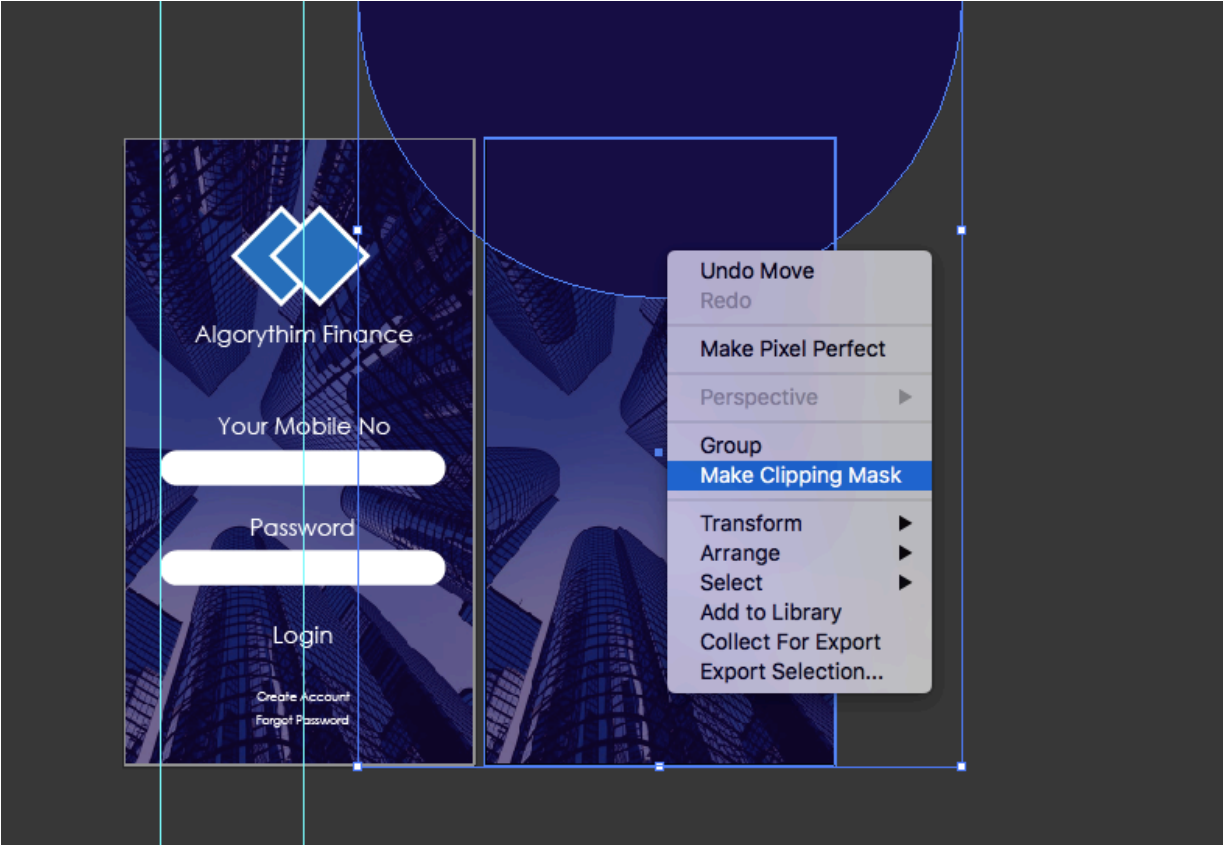 Algorythim Finance
Your Mobile No
Password
Login
Create Account
Forgot Password
Undo Move
Redo
Make Pixel Perfect
Perspective
Group
Make Clipping Mask
Transform
Arrange
Select
Add to Library
Collect For Export
Export Selection...